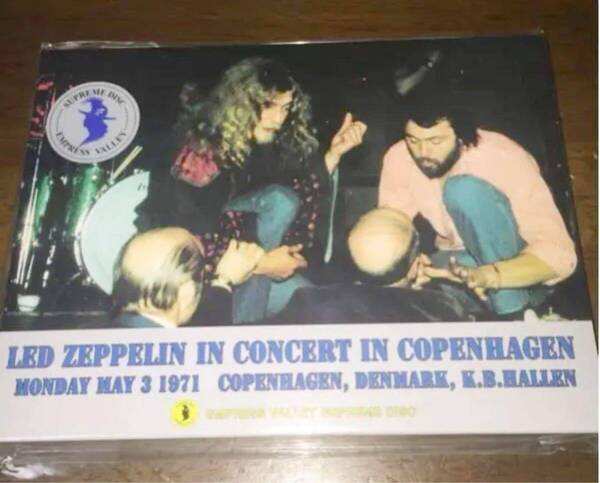 SUPREME DISC
EMPRESS VALLEY
LED ZEPPELIN IN CONCERT IN COPENHAGEN
MONDAY MAY 3 1971 COPENHAGEN, DENMARK, K.B.HALLEN
EMPRESS VALLEY SUPREME DISC